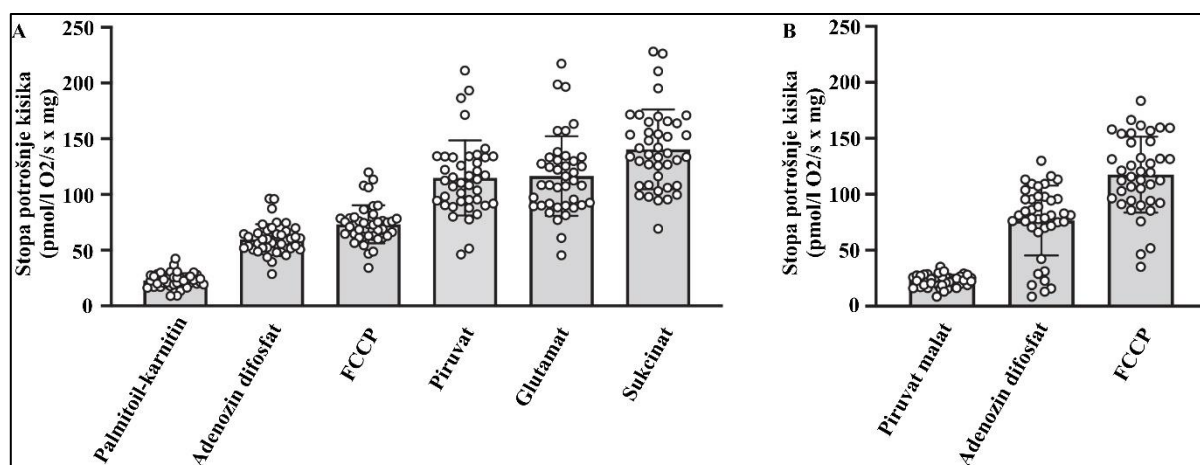 A
Stopa potrošnje kisika
(pmol/l O2/s x mg)
250
200
150
100
50
0
Palmitoil-karnitin
Adenozin difosfat
FCCP
Piruvat
Glutamat
Sukcinat
B
Stopa potrošnje kisika
(pmol/l O2/s x mg)
250
200
150
100
50
0
Piruvat malat
Adenozin difosfat
FCCP